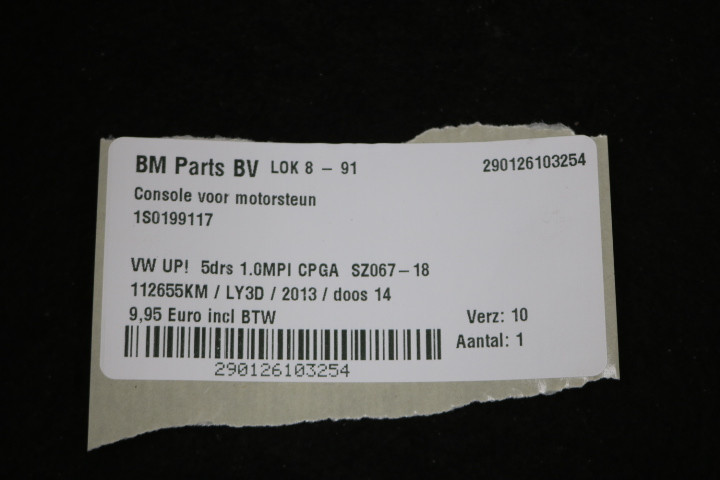 BM Parts BV LOK 8 - 91 290126103254
Console voor motorsteun
1S0199117
VW UP! 5drs 1.0MPI CPGA SZ067-18
112655KM / LY3D / 2013 / doos 14
9,95 Euro incl BTW Verz: 10
Aantal: 1
290126103254